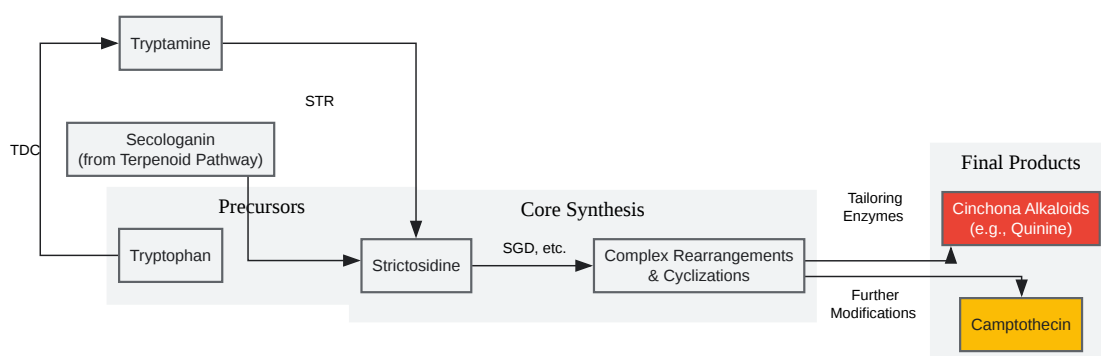 Tryptamine
STR
TDC
Secologanin
(from Terpenoid Pathway)
Precursors
Tryptophan
Core Synthesis
Strictosidine
SGD, etc.
Complex Rearrangements
& Cyclizations
Tailoring
Enzymes
Further
Modifications
Final Products
Cinchona Alkaloids
(e.g., Quinine)
Camptothecin